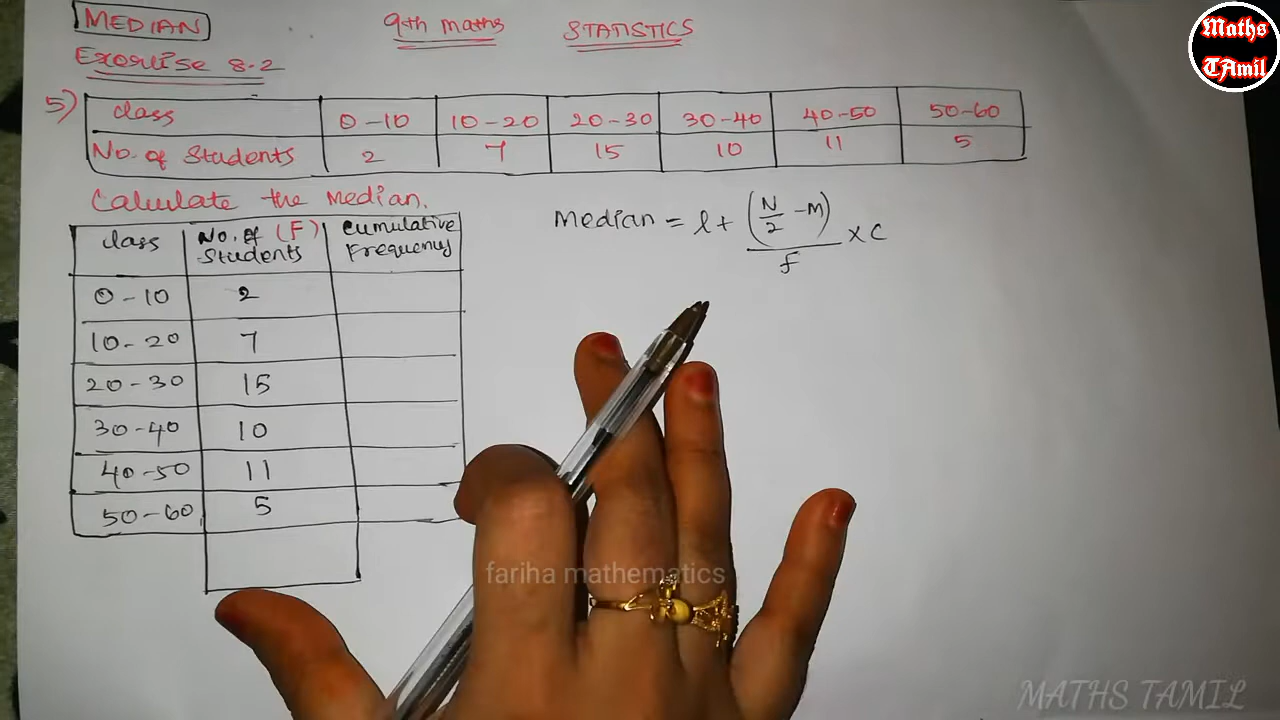 MEDIAN
9th maths STATISTICS
Maths TAmil
Exercise 8.2
5) class 0-10 10-20 20-30 30-40 40-50 50-60
No. of Students 2 7 15 10 11 5
Calculate the Median.
class No. of (F) Students Cumulative Frequency
0-10 2
10-20 7
20-30 15
30-40 10
40-50 11
50-60 5
Median = l + (N/2 - M)/f × C
fariha mathematics
MATHS TAMIL